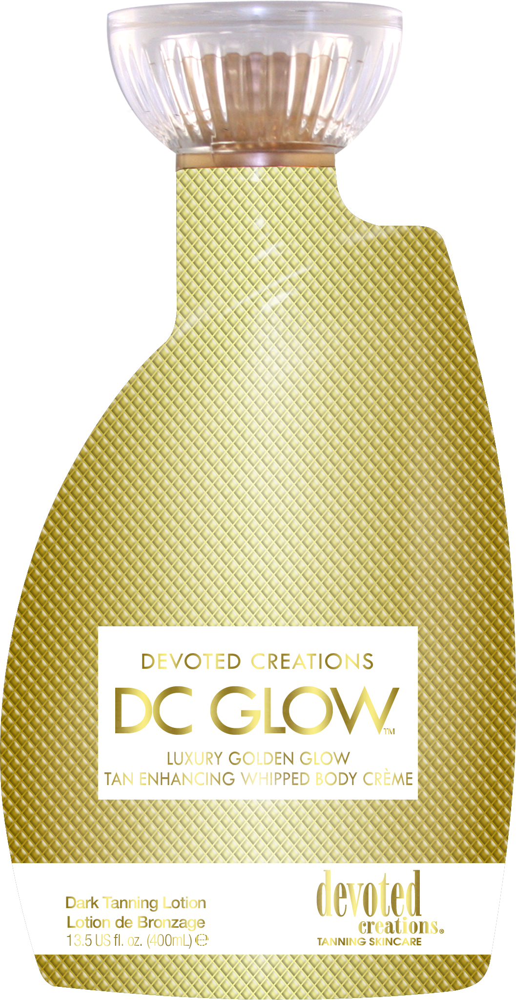 DEVOTED CREATIONS
DC GLOW™
LUXURY GOLDEN GLOW
TAN ENHANCING WHIPPED BODY CRÈME
Dark Tanning Lotion
Lotion de Bronzage
13.5 US fl. oz. (400mL) ℮
devoted
creations®
TANNING SKINCARE